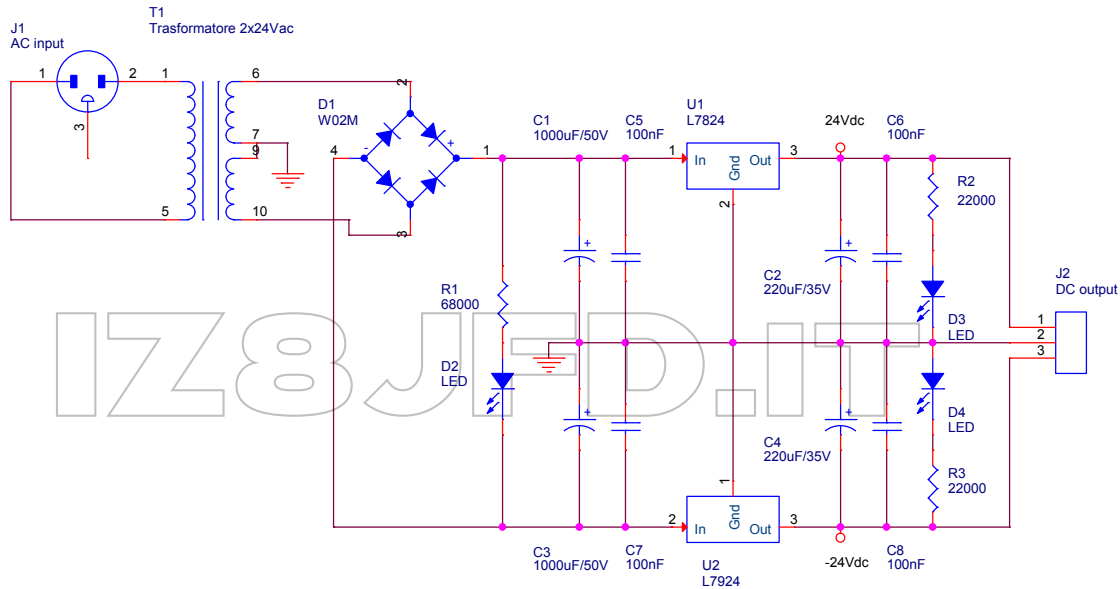 J1
AC input
T1
Trasformatore 2x24Vac
1
2
3
1
5
6
7
9
10
D1
W02M
2
-
+
4
1
3
C1
1000uF/50V
+
C5
100nF
U1
L7824
1
In
Gnd
Out
3
2
24Vdc
C6
100nF
R2
22000
R1
68000
C2
220uF/35V
+
D3
LED
J2
DC output
1
2
3
IZ8JFD.IT
D2
LED
+
C4
220uF/35V
+
D4
LED
R3
22000
1
2
In
Gnd
Out
3
U2
L7924
C3
1000uF/50V
C7
100nF
-24Vdc
C8
100nF